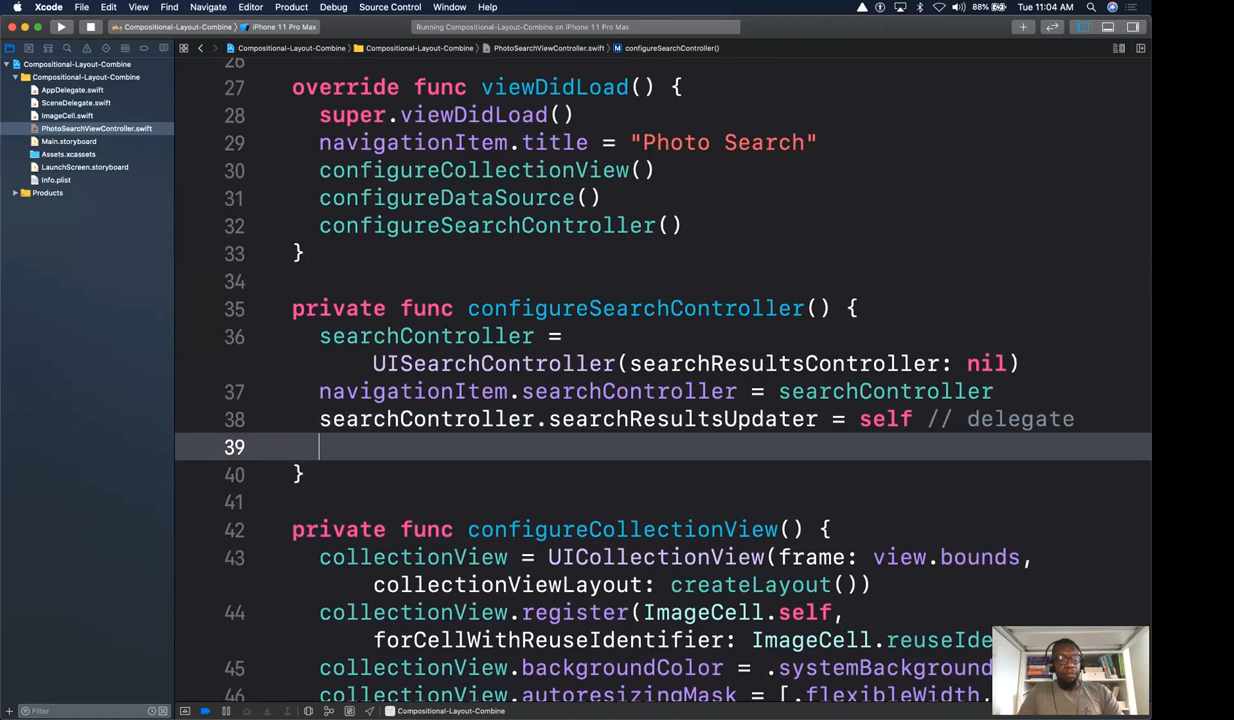 Xcode File Edit View Find Navigate Editor Product Debug Source Control Window Help 88% Tue 11:04 AM
Compositional-Layout-Combine iPhone 11 Pro Max Running Compositional-Layout-Combine on iPhone 11 Pro Max
Compositional-Layout-Combine Compositional-Layout-Combine PhotoSearchViewController.swift M configureSearchController()
Compositional-Layout-Combine
Compositional-Layout-Combine
AppDelegate.swift
SceneDelegate.swift
ImageCell.swift
PhotoSearchViewController.swift
Main.storyboard
Assets.xcassets
LaunchScreen.storyboard
Info.plist
Products
26
27 override func viewDidLoad() {
28 super.viewDidLoad()
29 navigationItem.title = "Photo Search"
30 configureCollectionView()
31 configureDataSource()
32 configureSearchController()
33 }
34
35 private func configureSearchController() {
36 searchController =
UISearchController(searchResultsController: nil)
37 navigationItem.searchController = searchController
38 searchController.searchResultsUpdater = self // delegate
39
40 }
41
42 private func configureCollectionView() {
43 collectionView = UICollectionView(frame: view.bounds,
collectionViewLayout: createLayout())
44 collectionView.register(ImageCell.self,
forCellWithReuseIdentifier: ImageCell.reuseIde
45 collectionView.backgroundColor = .systemBackground
46 collectionView.autoresizingMask = [.flexibleWidth,
Filter Compositional-Layout-Combine